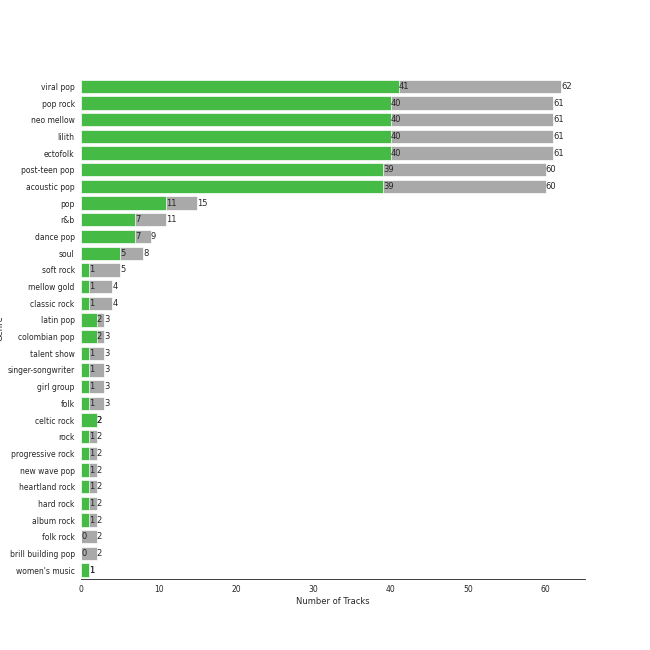 viral pop 41 62
pop rock 40 61
neo mellow 40 61
lilith 40 61
ectofolk 40 61
post-teen pop 39 60
acoustic pop 39 60
pop 11 15
r&b 7 11
dance pop 7 9
soul 5 8
soft rock 1 5
mellow gold 1 4
classic rock 1 4
latin pop 2 3
colombian pop 2 3
talent show 1 3
singer-songwriter 1 3
girl group 1 3
folk 1 3
celtic rock 2
rock 1 2
progressive rock 1 2
new wave pop 1 2
heartland rock 1 2
hard rock 1 2
album rock 1 2
folk rock 0 2
brill building pop 0 2
women's music 1
0 10 20 30 40 50 60
Number of Tracks